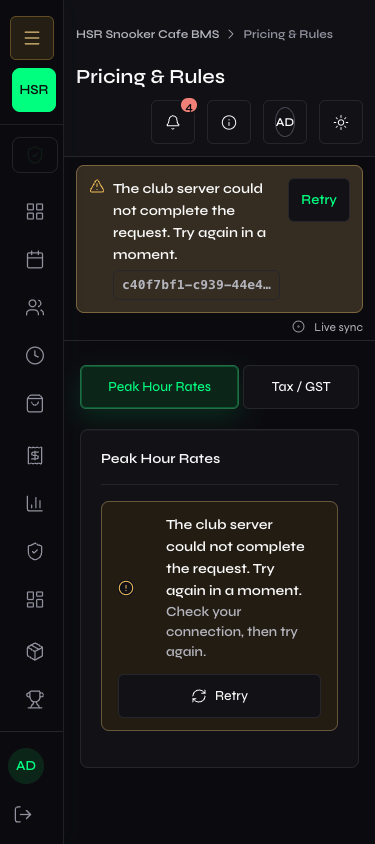 HSR Snooker Cafe BMS > Pricing & Rules
HSR
Pricing & Rules
4
AD
The club server could
not complete the
request. Try again in a
moment.
Retry
c40f7bf1-c939-44e4…
Live sync
Peak Hour Rates
Tax / GST
Peak Hour Rates
The club server
could not complete
the request. Try
again in a moment.
Check your
connection, then try
again.
Retry
AD